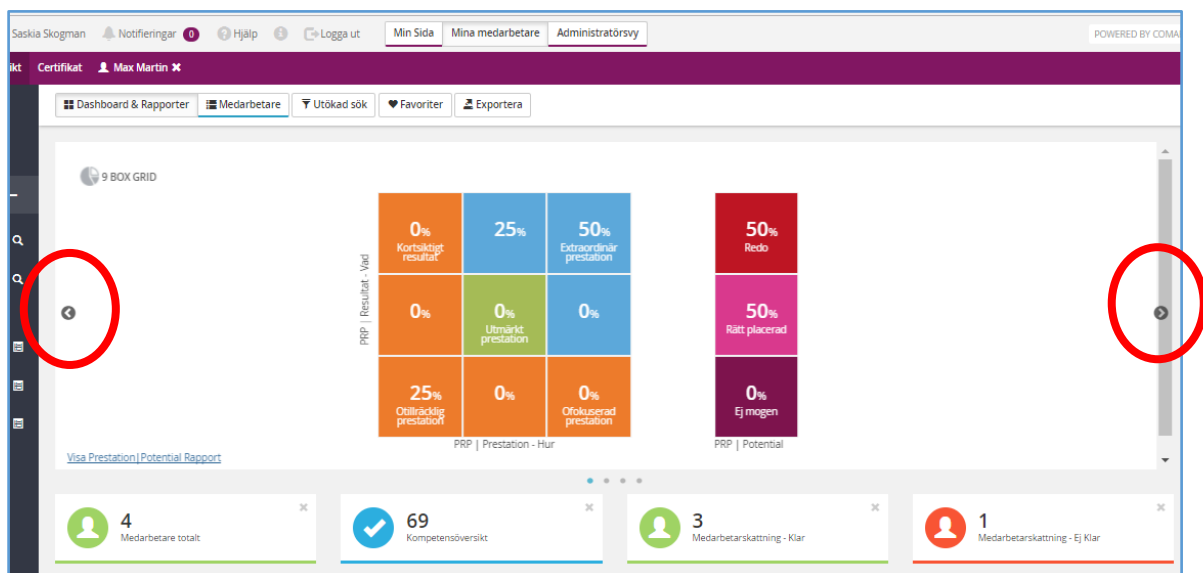 Saskia Skogman Notifieringar 0 Hjälp Logga ut Min Sida Mina medarbetare Administratörsvy POWERED BY COMA
ikt Certifikat Max Martin ✖
Dashboard & Rapporter Medarbetare Utökad sök Favoriter Exportera
9 BOX GRID
PRP | Resultat - Vad
0%
Kortsiktigt
resultat
25%
50%
Extraordinär
prestation
0%
0%
Utmärkt
prestation
0%
25%
Otillräcklig
prestation
0%
0%
Ofokuserad
prestation
PRP | Prestation - Hur
50%
Redo
50%
Rätt placerad
0%
Ej mogen
PRP | Potential
Visa Prestation|Potential Rapport
4
Medarbetare totalt
69
Kompetensöversikt
3
Medarbetarskattning - Klar
1
Medarbetarskattning - Ej Klar